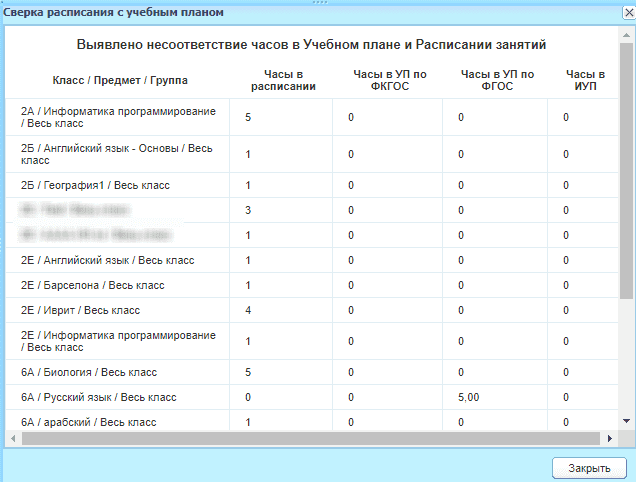 Сверка расписания с учебным планом
Выявлено несоответствие часов в Учебном плане и Расписании занятий
Класс / Предмет / Группа
Часы в
расписании
Часы в УП по
ФКГОС
Часы в УП по
ФГОС
Часы в
ИУП
2А / Информатика программирование
/ Весь класс
5 0 0 0
2Б / Английский язык - Основы / Весь
класс
1 0 0 0
2Б / География1 / Весь класс 1 0 0 0
3 0 0 0
1 0 0 0
2Е / Английский язык / Весь класс 1 0 0 0
2Е / Барселона / Весь класс 1 0 0 0
2Е / Иврит / Весь класс 4 0 0 0
2Е / Информатика программирование
/ Весь класс
1 0 0 0
6А / Биология / Весь класс 5 0 0 0
6А / Русский язык / Весь класс 0 0 5,00 0
6А / арабский / Весь класс 1 0 0 0
Закрыть